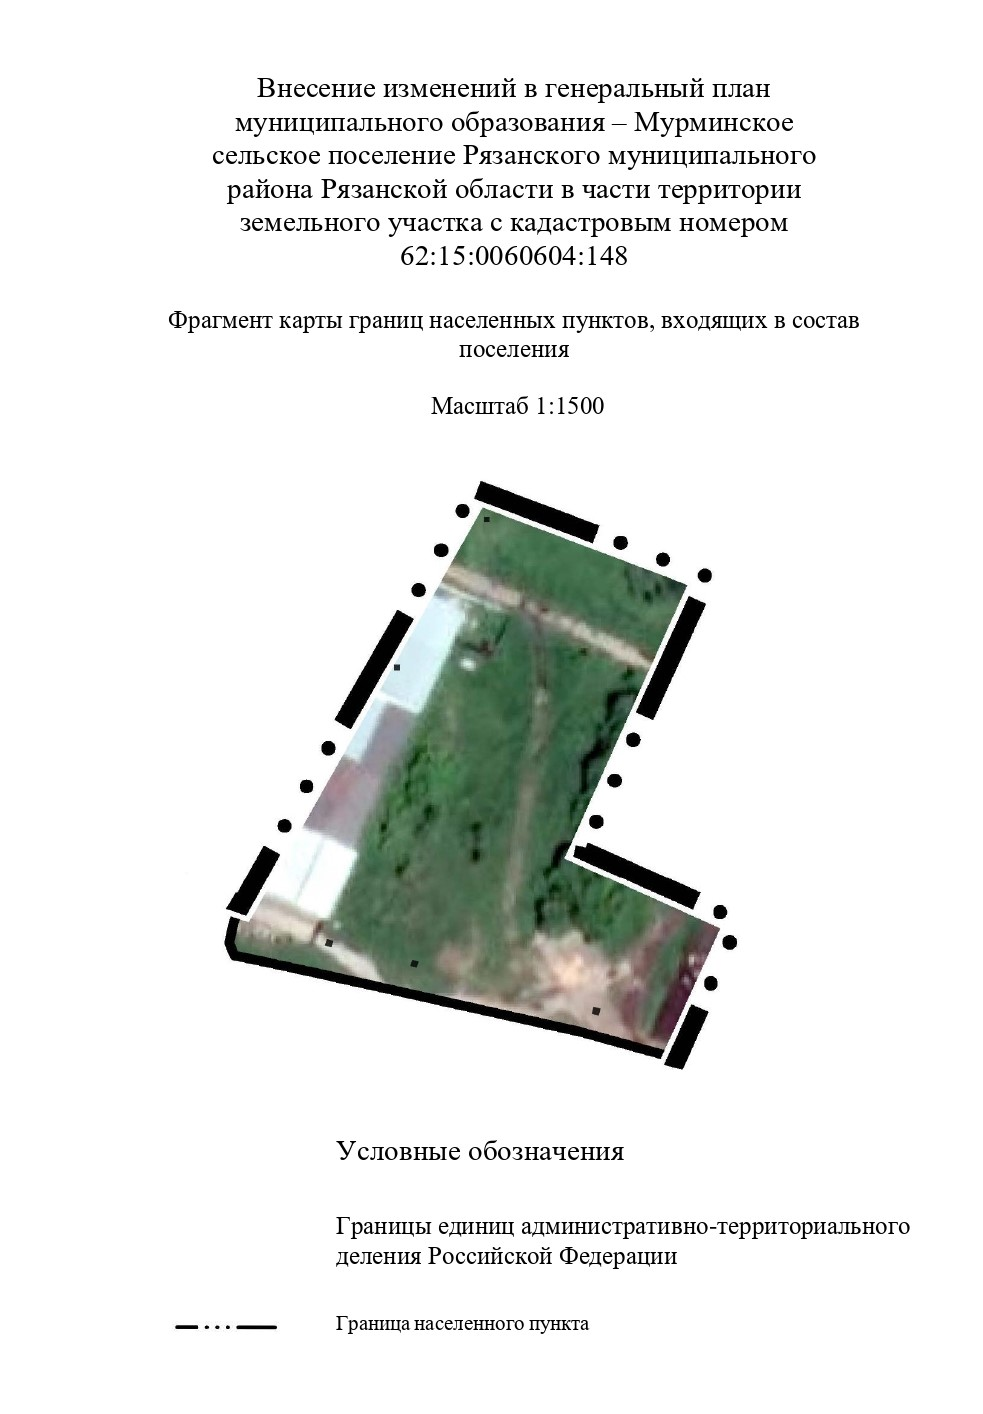 Внесение изменений в генеральный план
муниципального образования – Мурминское
сельское поселение Рязанского муниципального
района Рязанской области в части территории
земельного участка с кадастровым номером
62:15:0060604:148
Фрагмент карты границ населенных пунктов, входящих в состав
поселения
Масштаб 1:1500
Условные обозначения
Границы единиц административно-территориального
деления Российской Федерации
Граница населенного пункта